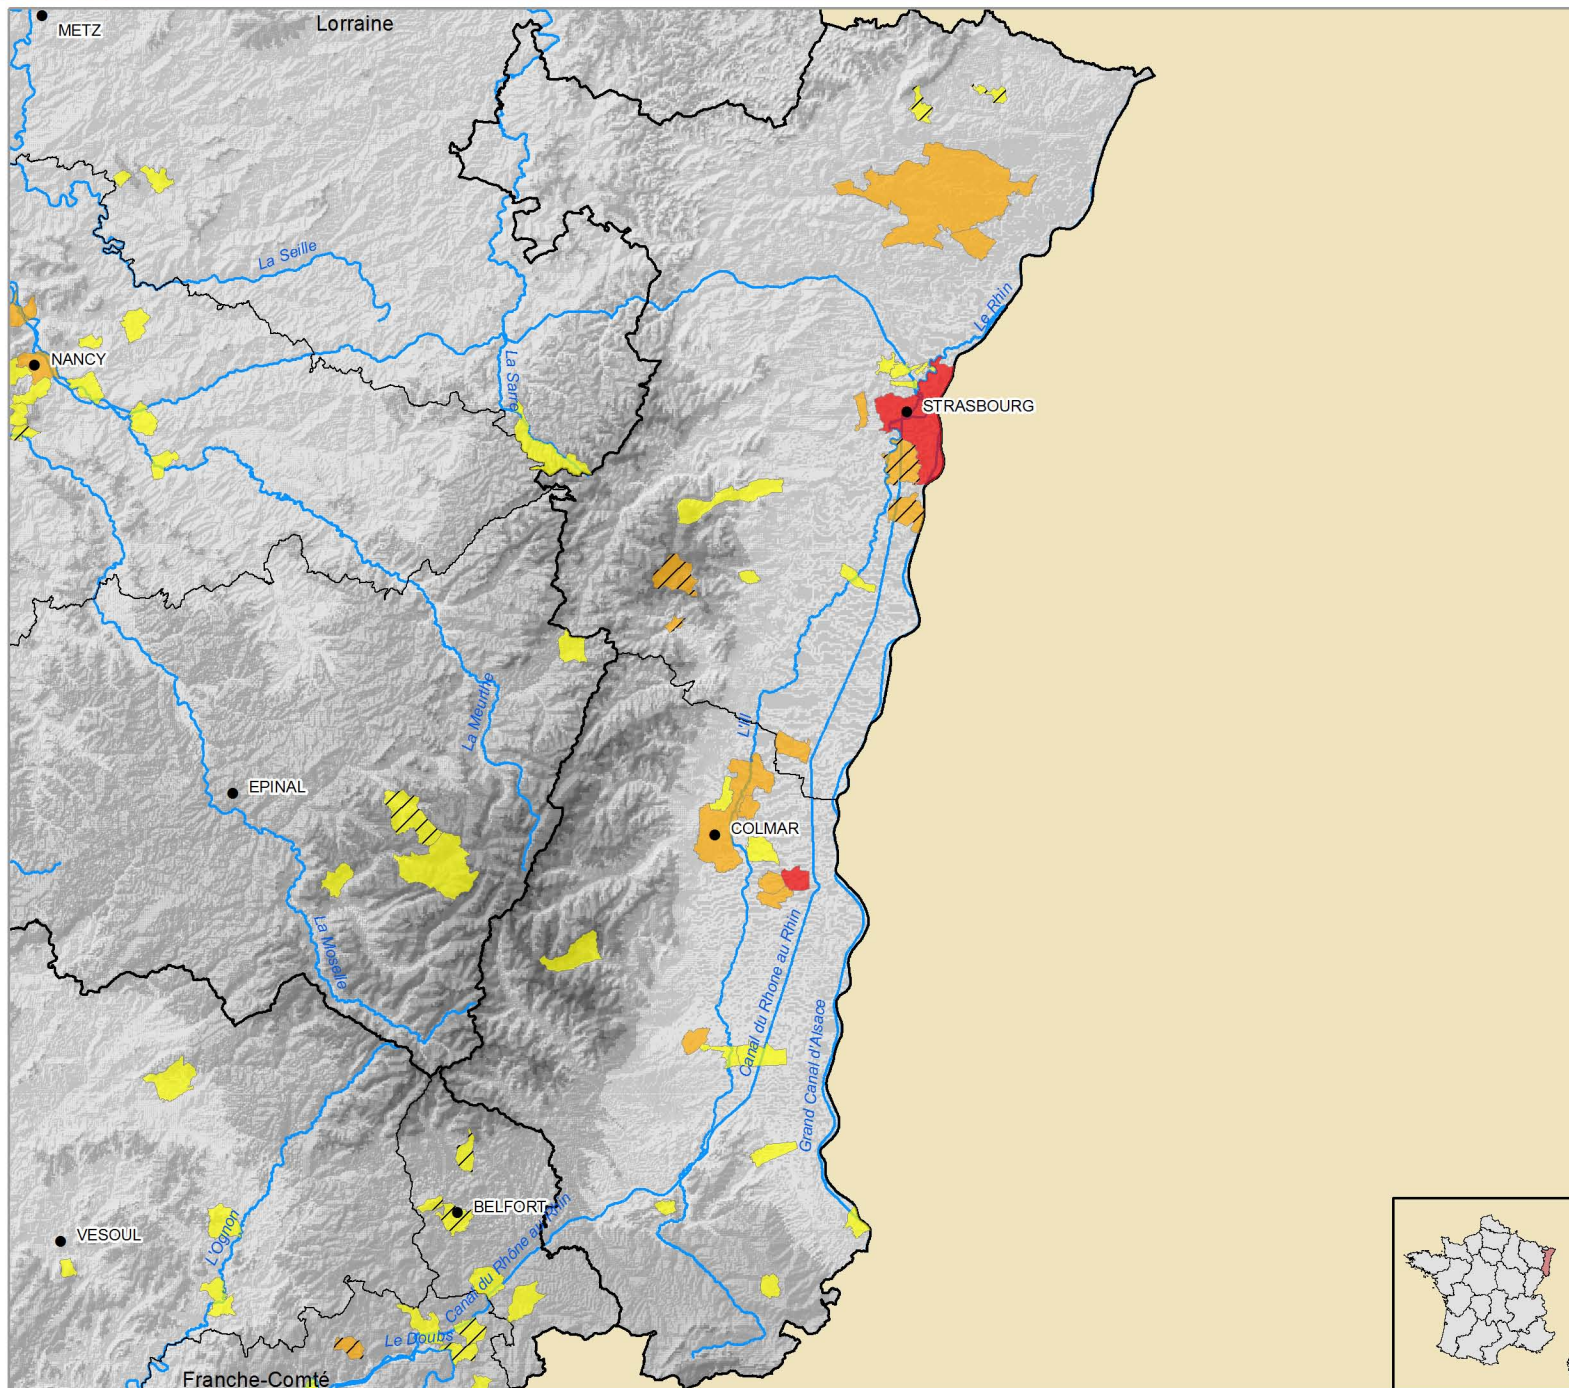 Lorraine
METZ
La Seille
Le Rhin
NANCY
La Sarre
STRASBOURG
La Meurthe
L'Ill
EPINAL
COLMAR
La Moselle
Canal du Rhone au Rhin
Grand Canal d'Alsace
BELFORT
L'Ognon
VESOUL
Canal du Rhône au Rhin
Le Doubs
Franche-Comté